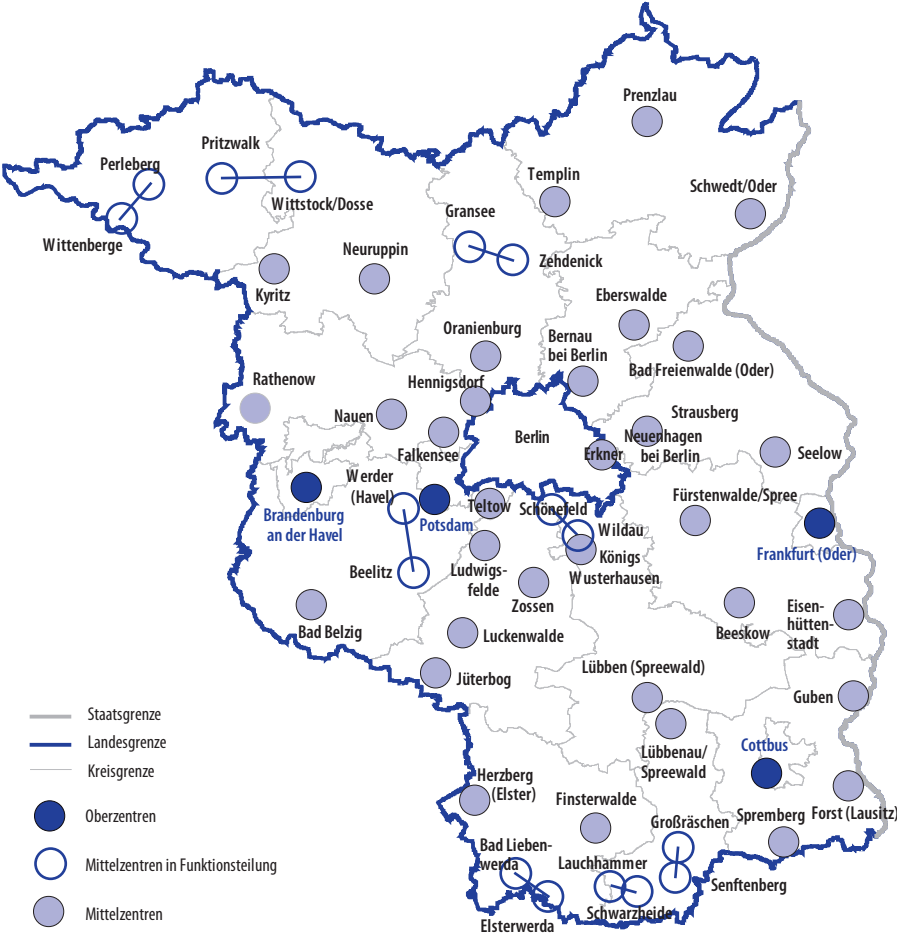 Prenzlau
Pritzwalk
Perleberg
Templin
Schwedt/Oder
Wittstock/Dosse
Gransee
Wittenberge
Neuruppin
Zehdenick
Kyritz
Eberswalde
Oranienburg
Bernau
bei Berlin
Bad Freienwalde (Oder)
Rathenow
Hennigsdorf
Nauen
Strausberg
Berlin
Neuenhagen
bei Berlin
Erkner
Seelow
Falkensee
Werder
(Havel)
Fürstenwalde/Spree
Teltow
Schönefeld
Brandenburg
an der Havel
Potsdam
Wildau
Frankfurt (Oder)
Königs
Wusterhausen
Beelitz
Ludwigs-
felde
Zossen
Eisen-
hütten-
stadt
Bad Belzig
Luckenwalde
Beeskow
Lübben (Spreewald)
Jüterbog
Guben
Staatsgrenze
Landesgrenze
Kreisgrenze
Lübbenau/
Spreewald
Cottbus
Herzberg
(Elster)
Finsterwalde
Großräschen
Spremberg
Forst (Lausitz)
Oberzentren
Bad Lieben-
werda
Lauchhammer
Mittelzentren in Funktionsteilung
Senftenberg
Schwarzheide
Elsterwerda
Mittelzentren